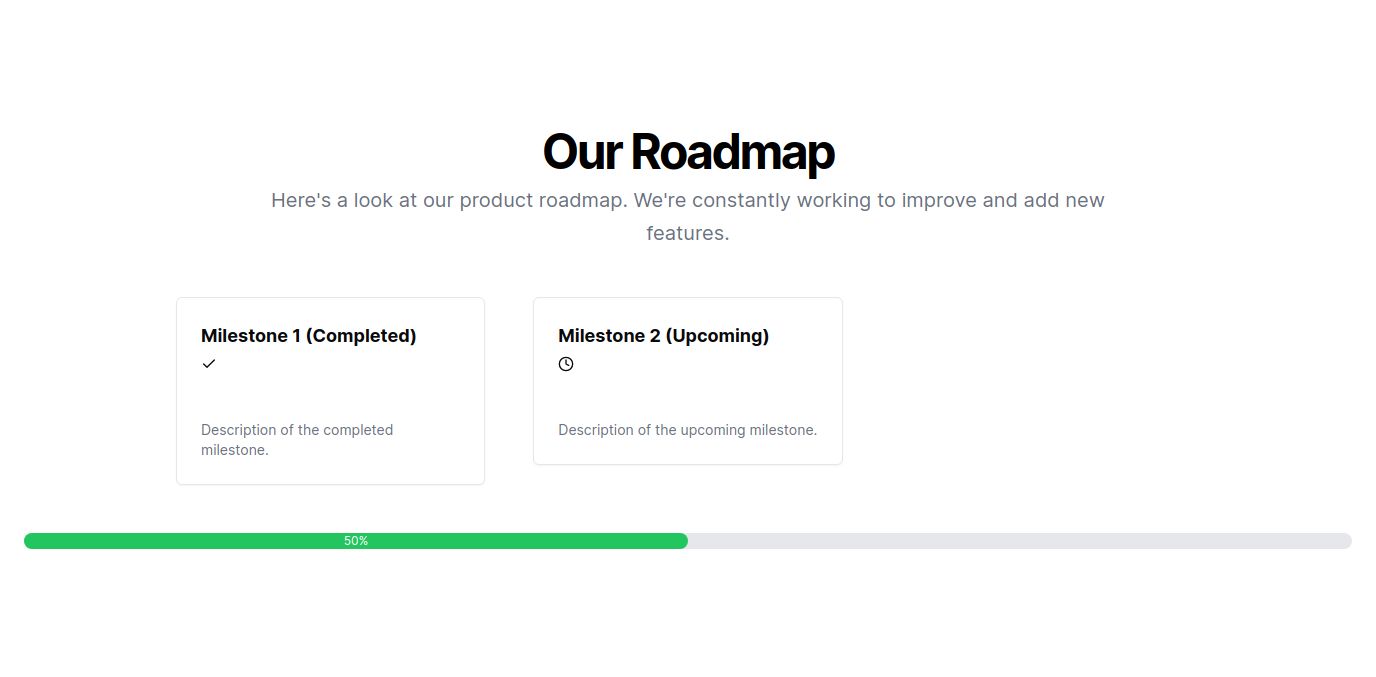 Our Roadmap
Here's a look at our product roadmap. We're constantly working to improve and add new
features.
Milestone 1 (Completed)
Description of the completed
milestone.
Milestone 2 (Upcoming)
Description of the upcoming milestone.
50%